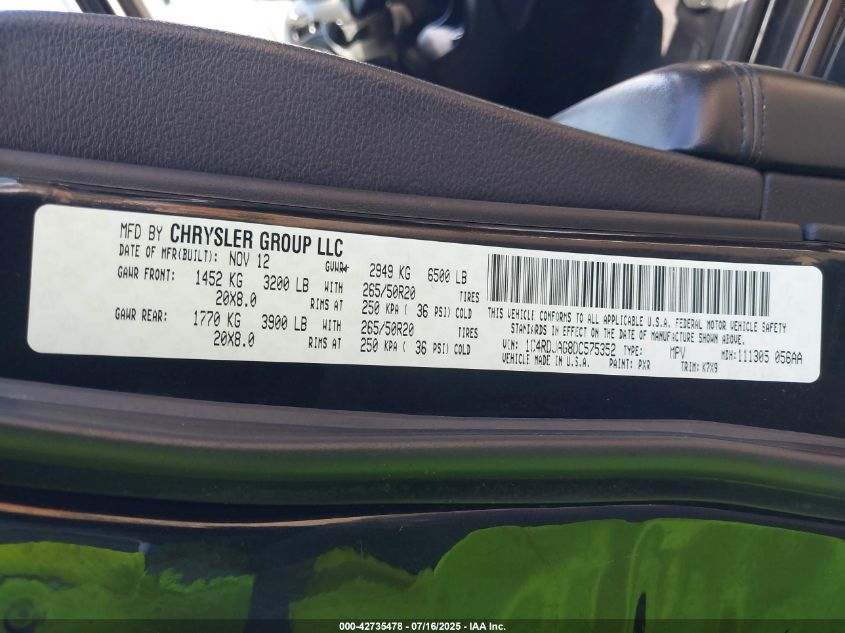 MFD BY CHRYSLER GROUP LLC
DATE OF MFR(BUILT): NOV 12 GVWR: 2949 KG 6500 LB
GAWR FRONT: 1452 KG 3200 LB WITH 265/50R20 TIRES
20X8.0 RIMS AT 250 KPA ( 36 PSI) COLD
GAWR REAR: 1770 KG 3900 LB WITH 265/50R20 TIRES
20X8.0 RIMS AT 250 KPA ( 36 PSI) COLD
THIS VEHICLE CONFORMS TO ALL APPLICABLE U.S.A. FEDERAL MOTOR VEHICLE SAFETY
STANDARDS IN EFFECT ON THE DATE OF MANUFACTURE SHOWN ABOVE.
VIN: 1C4RDJAG8DC575352 TYPE: MPV MDH: 111305 056AA
VEHICLE MADE IN U.S.A. PAINT: PXR TRIM: K7X9
000-42735478 - 07/16/2025 - IAA Inc.